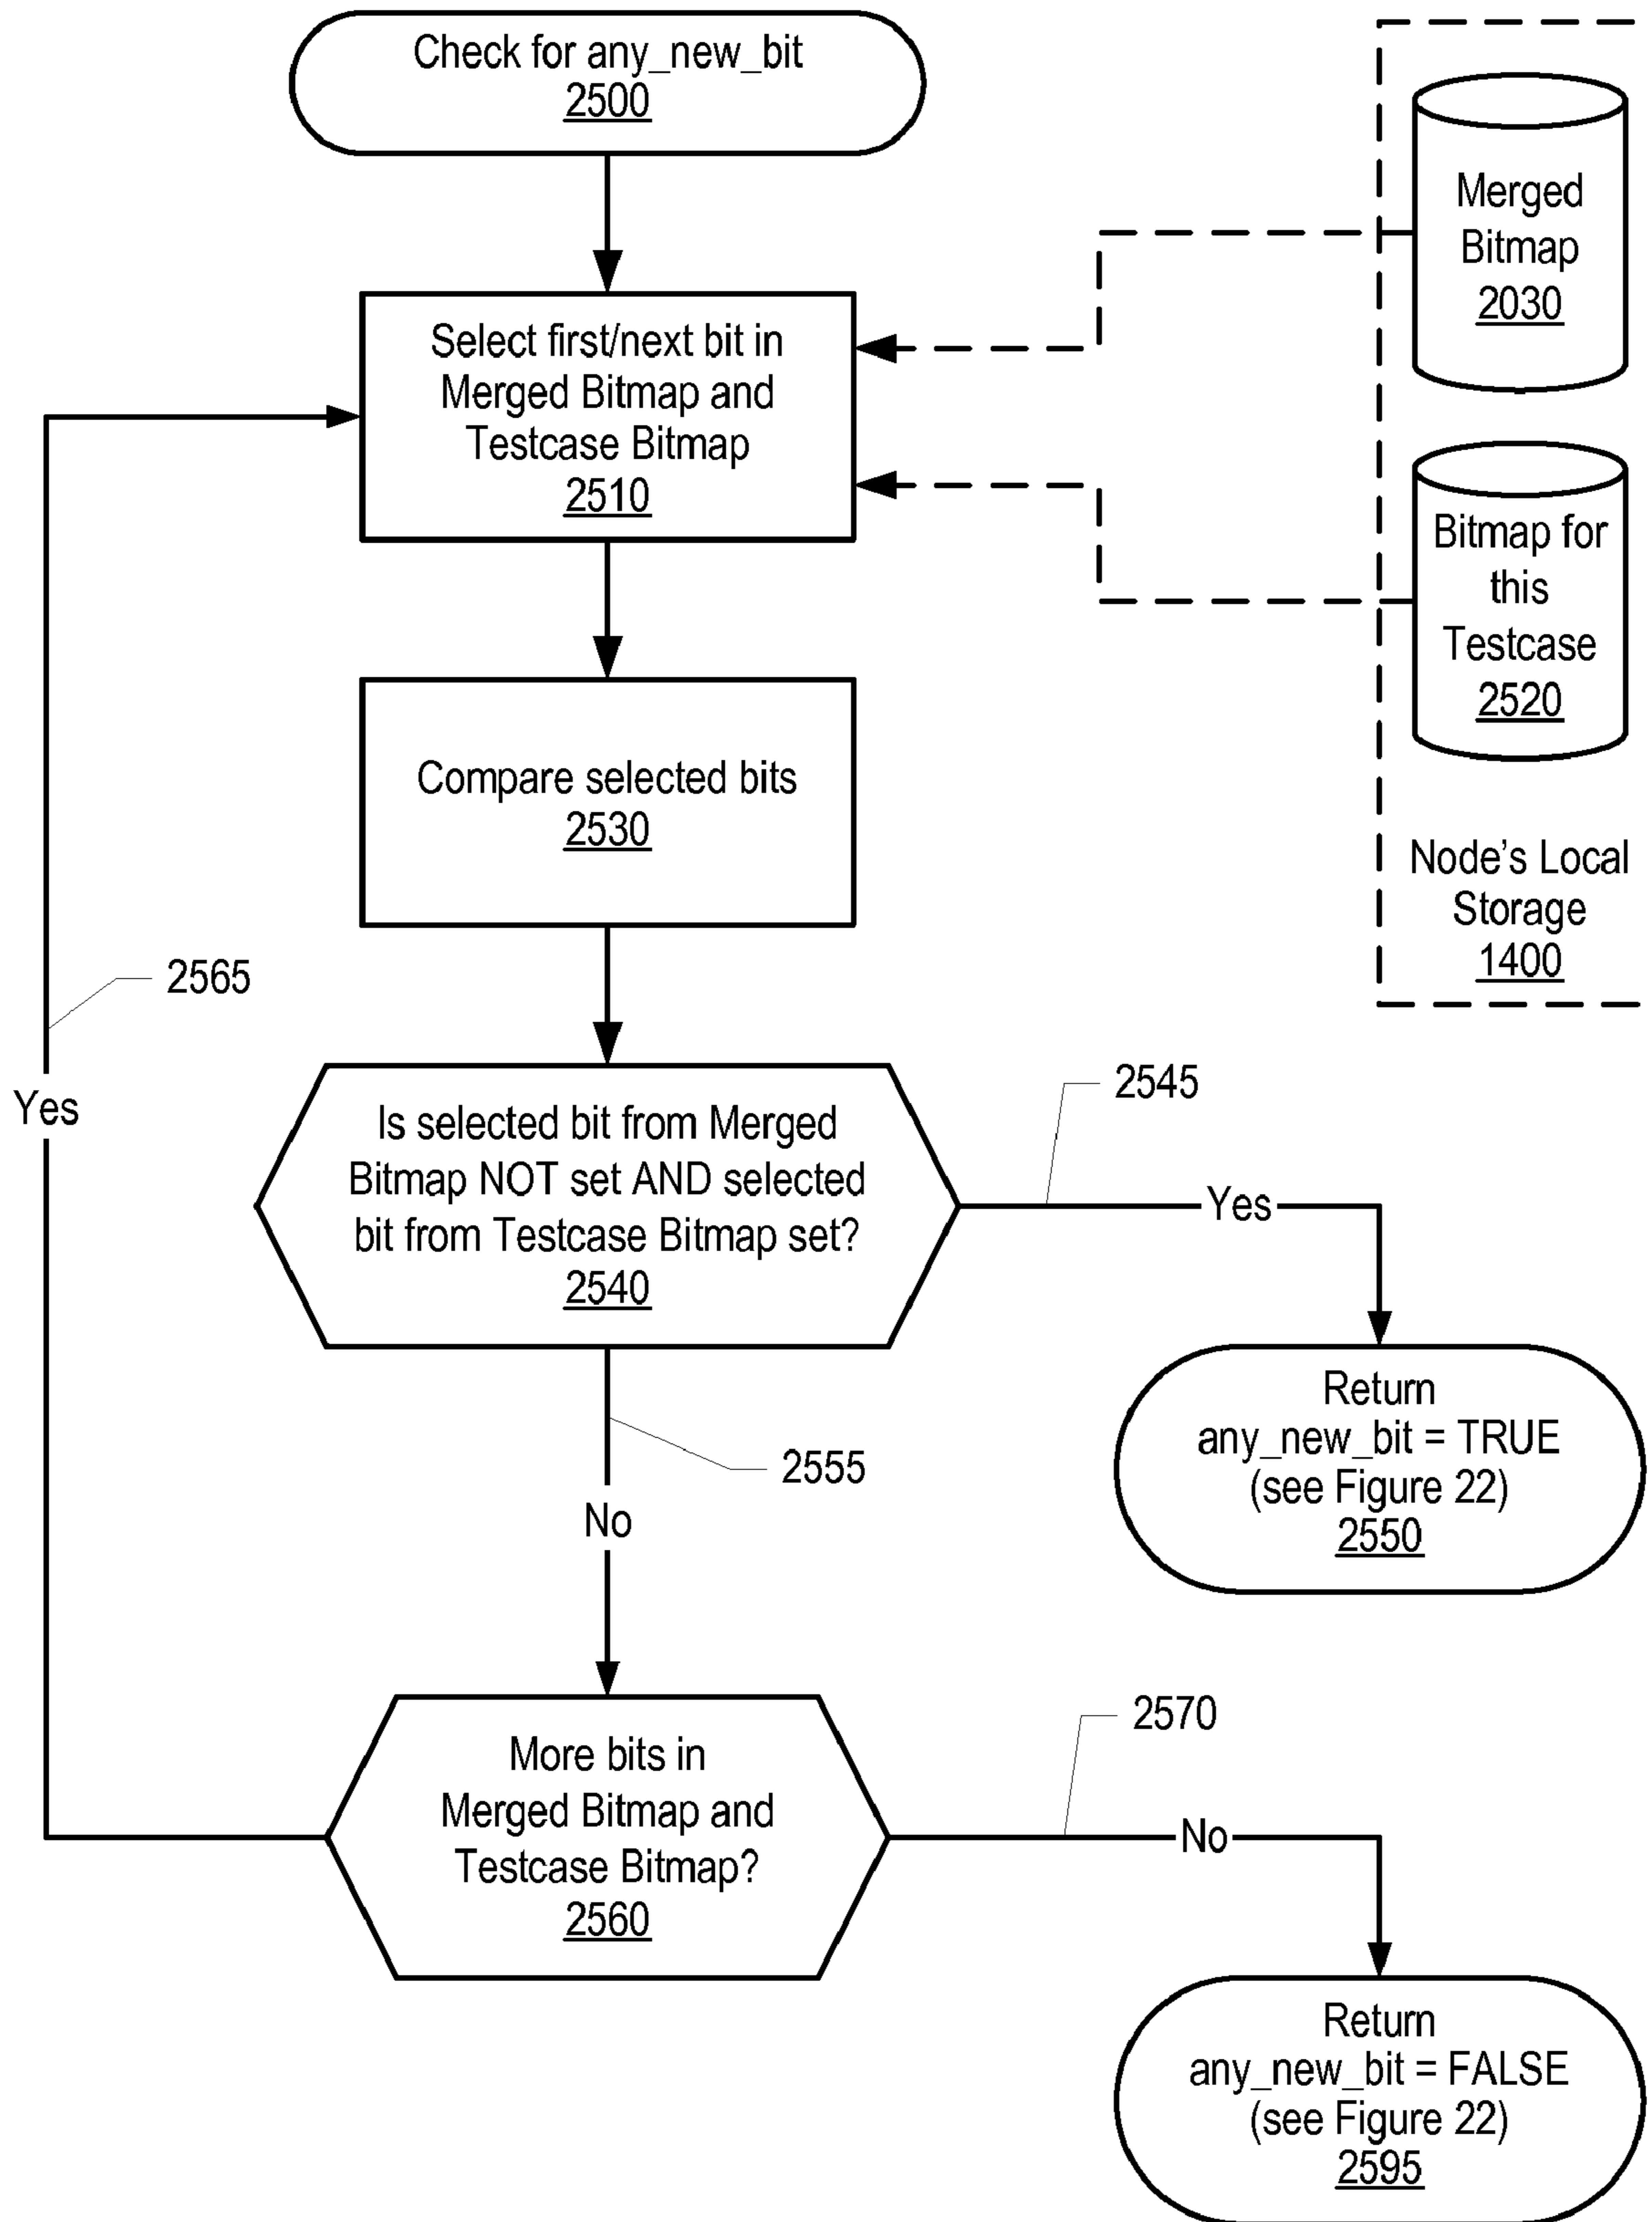 Check for any_new_bit
2500
Merged
Bitmap
2030
Select first/next bit in
Merged Bitmap and
Testcase Bitmap
2510
Bitmap for
this
Testcase
2520
Compare selected bits
2530
Node's Local
Storage
1400
2565
Yes
Is selected bit from Merged
Bitmap NOT set AND selected
bit from Testcase Bitmap set?
2540
2545
Yes
Return
any_new_bit = TRUE
(see Figure 22)
2550
2555
No
More bits in
Merged Bitmap and
Testcase Bitmap?
2560
2570
No
Return
any_new_bit = FALSE
(see Figure 22)
2595